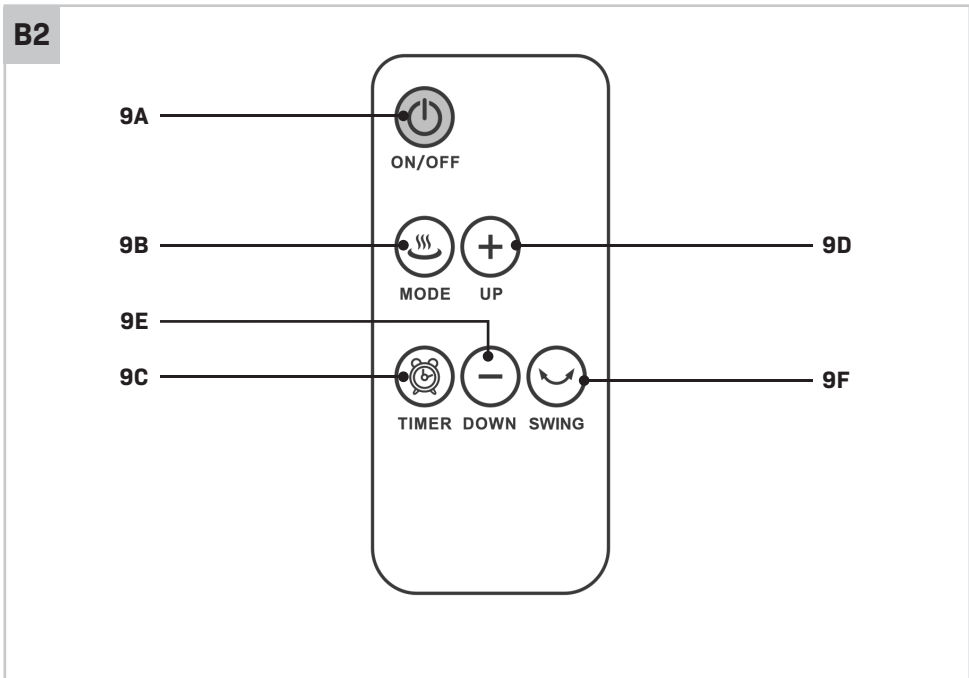 B2
9A
ON/OFF
9B
9D
MODE UP
9E
9C
9F
TIMER DOWN SWING